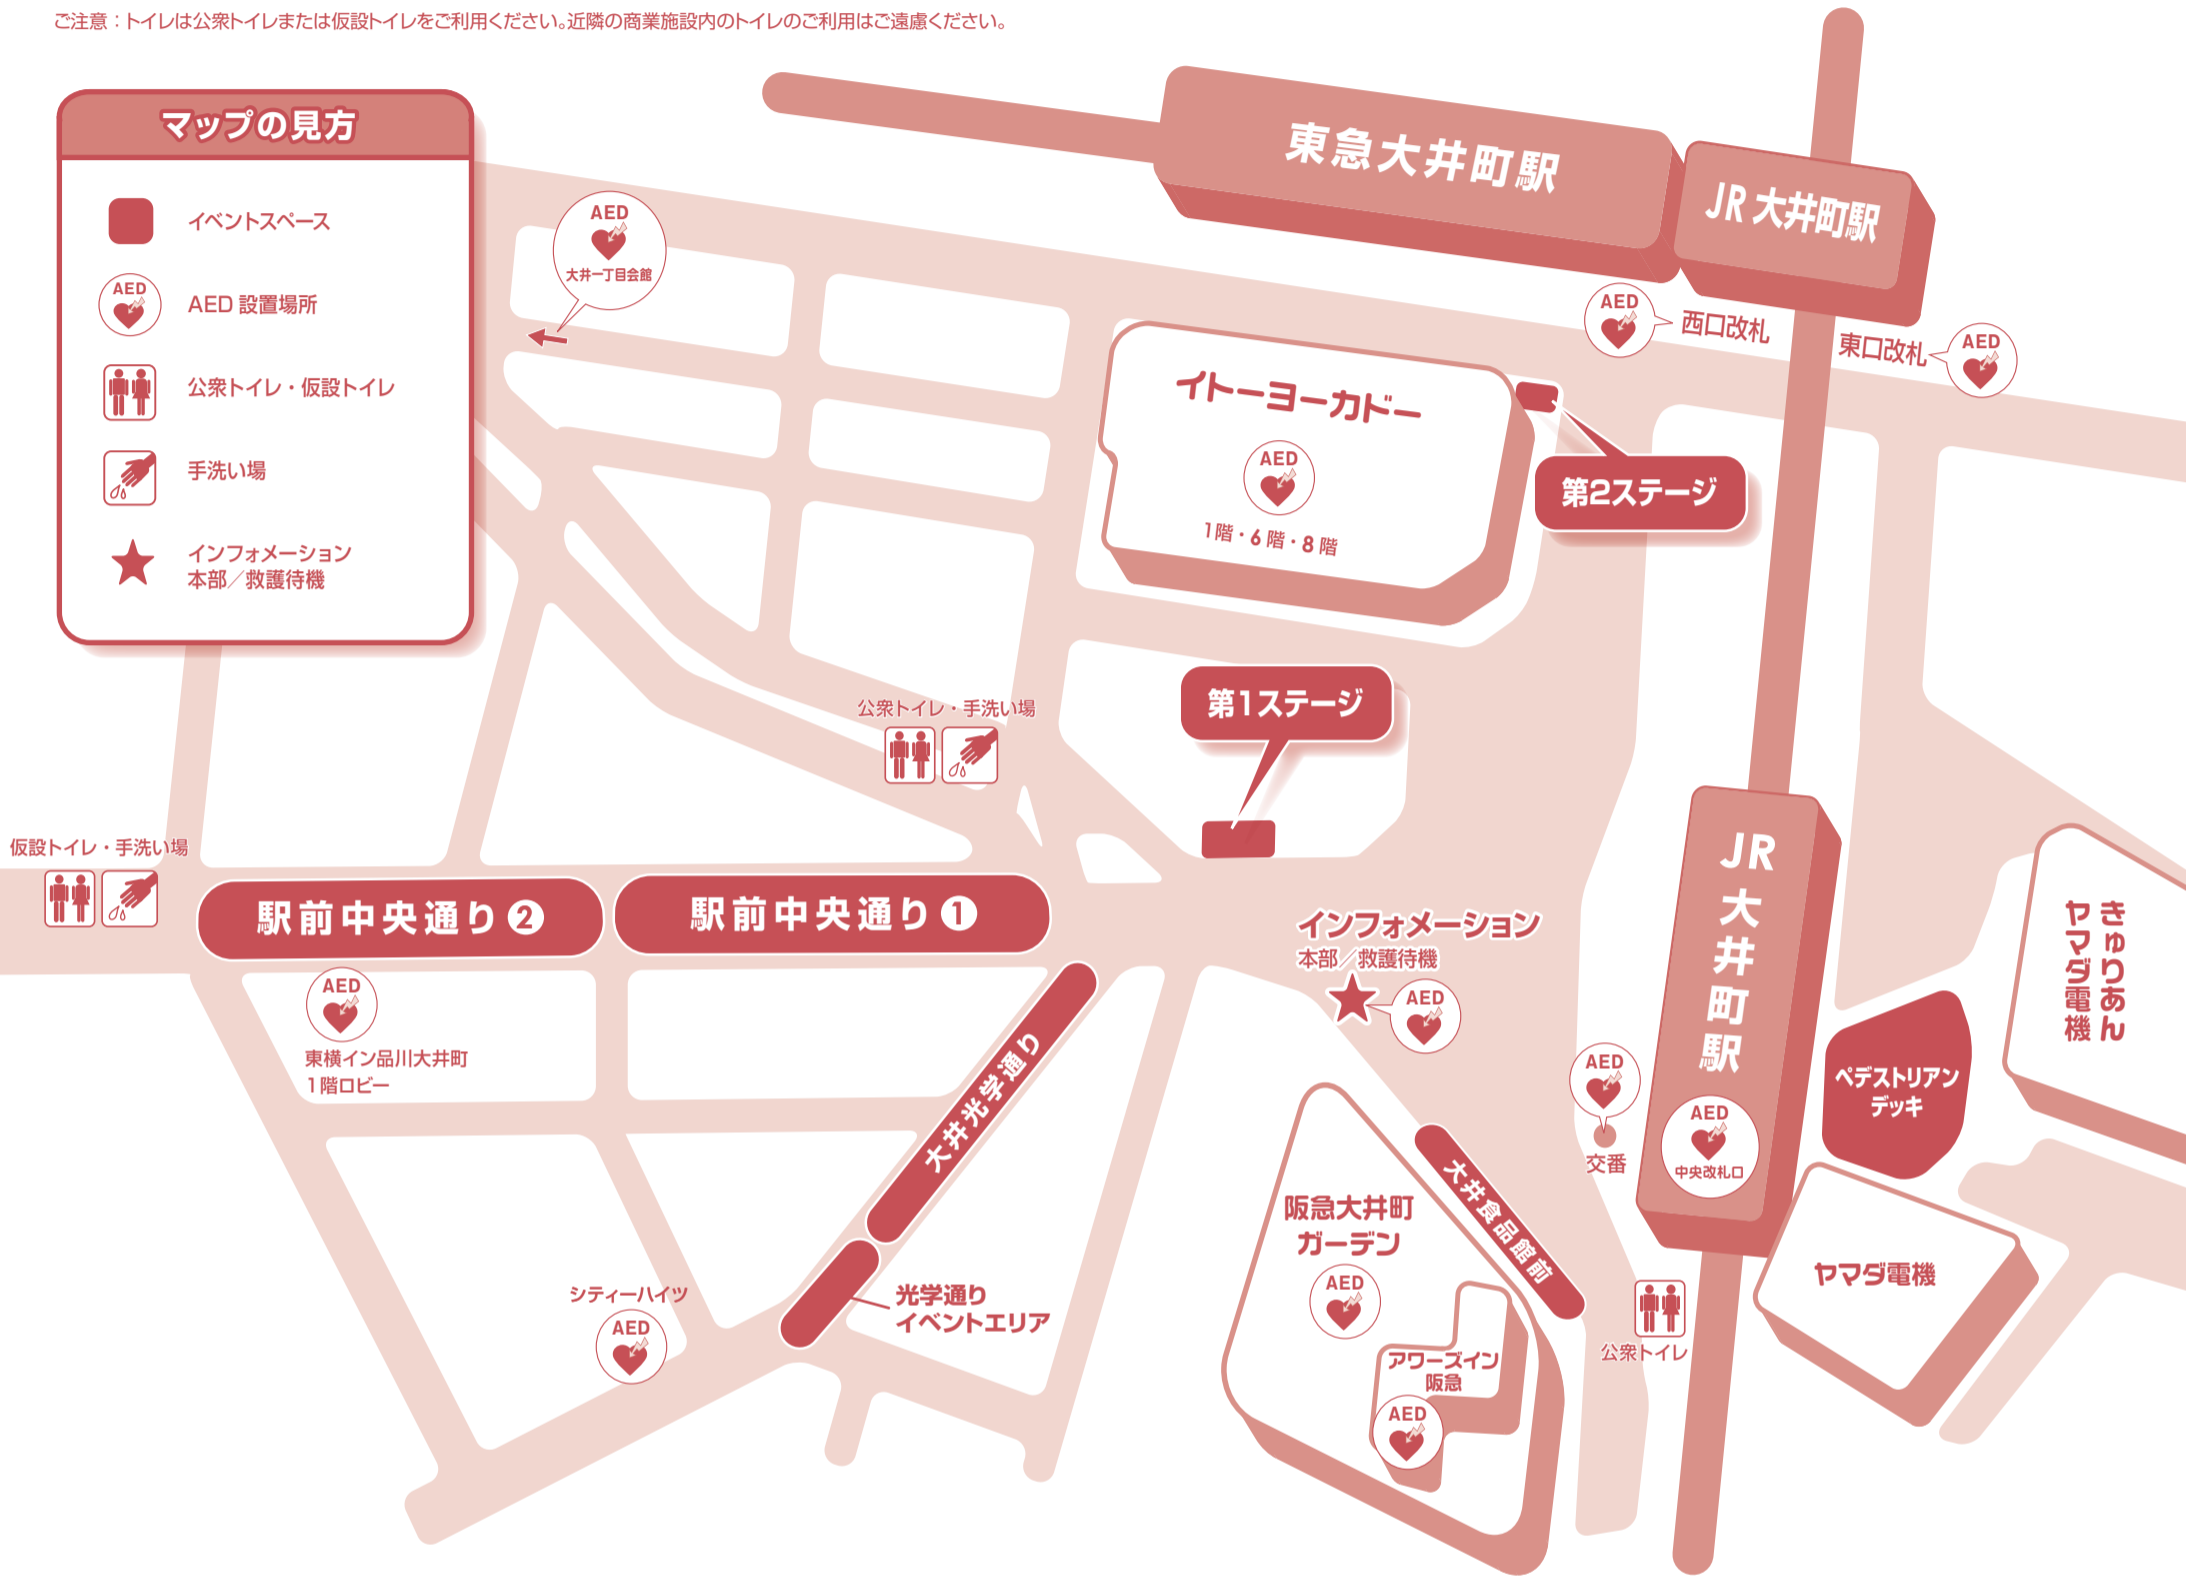 ご注意：トイレは公衆トイレまたは仮設トイレをご利用ください。近隣の商業施設内のトイレのご利用はご遠慮ください。
マップの見方
イベントスペース
AED
AED 設置場所
公衆トイレ・仮設トイレ
手洗い場
インフォメーション
本部／救護待機
東急大井町駅
JR 大井町駅
AED
大井一丁目会館
AED
西口改札
東口改札
AED
イトーヨーカドー
AED
1階・6階・8階
第2ステージ
第1ステージ
公衆トイレ・手洗い場
仮設トイレ・手洗い場
駅前中央通り②
駅前中央通り①
インフォメーション
本部／救護待機
AED
AED
東横イン品川大井町
1階ロビー
大井光学通り
JR大井町駅
AED
中央改札口
AED
交番
きゅりあん
ヤマダ電機
ペデストリアン
デッキ
大井食品館前
阪急大井町
ガーデン
AED
アワーズイン
阪急
AED
シティーハイツ
AED
光学通り
イベントエリア
公衆トイレ
ヤマダ電機